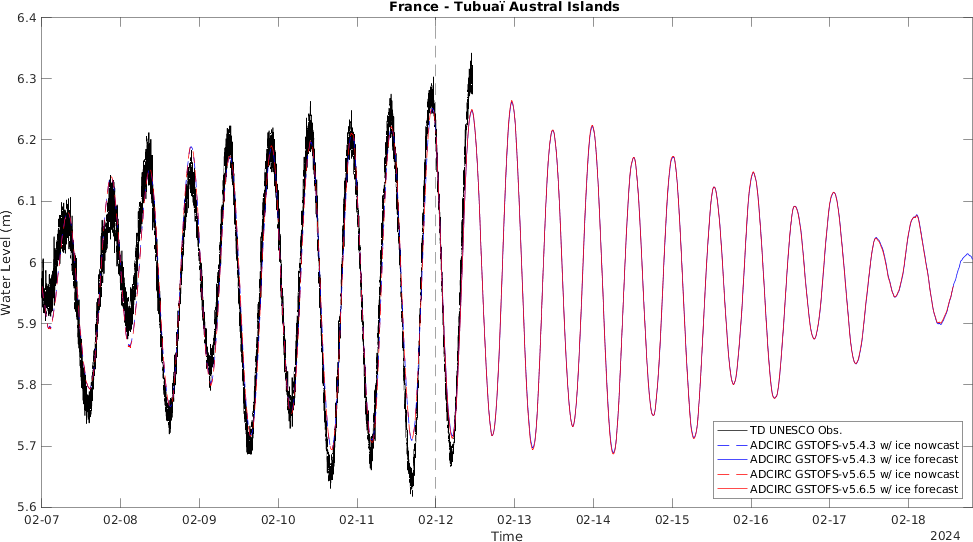 France - Tubuaï Austral Islands
6.4
6.3
6.2
6.1
6
5.9
5.8
5.7
5.6
Water Level (m)
02-07 02-08 02-09 02-10 02-11 02-12 02-13 02-14 02-15 02-16 02-17 02-18
Time
2024
TD UNESCO Obs.
ADCIRC GSTOFS-v5.4.3 w/ ice nowcast
ADCIRC GSTOFS-v5.4.3 w/ ice forecast
ADCIRC GSTOFS-v5.6.5 w/ ice nowcast
ADCIRC GSTOFS-v5.6.5 w/ ice forecast